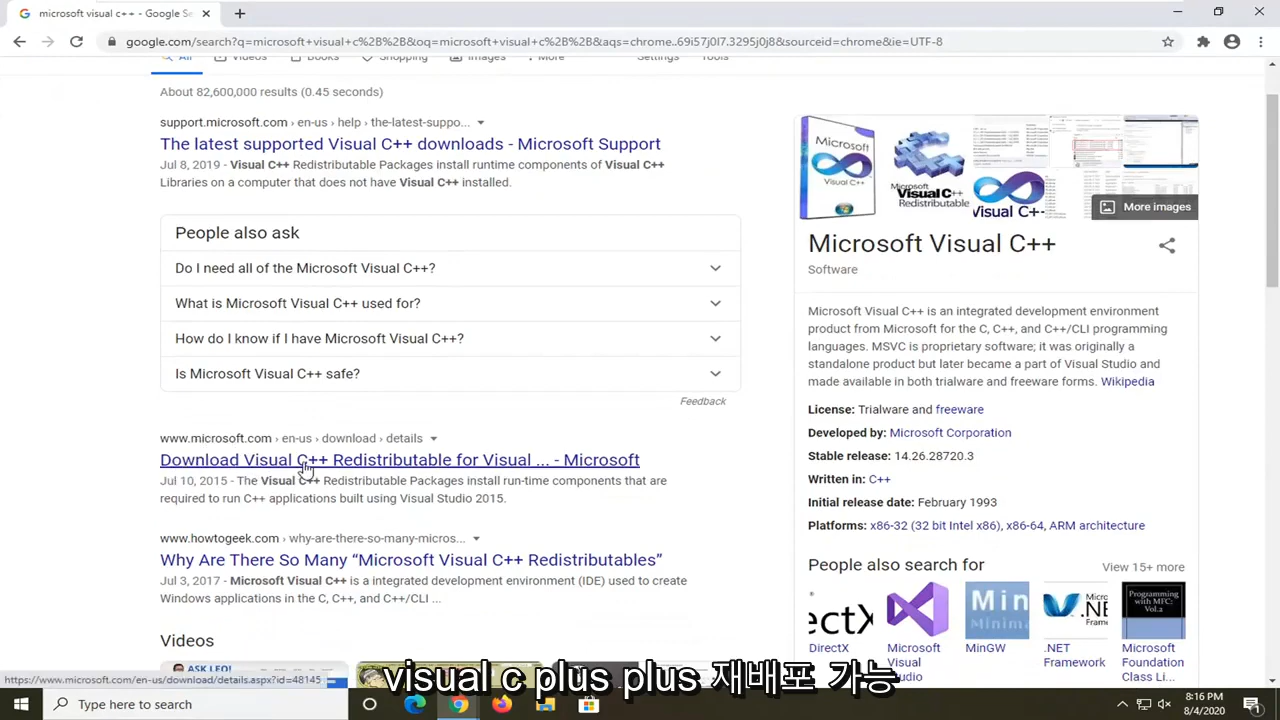 microsoft visual c++ - Google Se
google.com/search?q=microsoft+visual+c%2B%2B&oq=microsoft+visual+c%2B%2B&aqs=chrome..69i57j0l7.3295j0j8&sourceid=chrome&ie=UTF-8
All Videos Books Shopping Images More Settings Tools
About 82,600,000 results (0.45 seconds)
support.microsoft.com › en-us › help › the-latest-suppo...
The latest supported Visual C++ downloads - Microsoft Support
Jul 8, 2019 - Visual C++ Redistributable Packages install runtime components of Visual C++
Libraries on a computer that does not have Visual C++ installed.
People also ask
Do I need all of the Microsoft Visual C++?
What is Microsoft Visual C++ used for?
How do I know if I have Microsoft Visual C++?
Is Microsoft Visual C++ safe?
Feedback
www.microsoft.com › en-us › download › details
Download Visual C++ Redistributable for Visual ... - Microsoft
Jul 10, 2015 - The Visual C++ Redistributable Packages install run-time components that are
required to run C++ applications built using Visual Studio 2015.
www.howtogeek.com › why-are-there-so-many-micros...
Why Are There So Many “Microsoft Visual C++ Redistributables”
Jul 3, 2017 - Microsoft Visual C++ is a integrated development environment (IDE) used to create
Windows applications in the C, C++, and C++/CLI ...
Videos
ASK LEO!
Microsoft
Visual C++
Microsoft
Visual C++
Redistributable
Visual C++
More images
Microsoft Visual C++
Software
Microsoft Visual C++ is an integrated development environment
product from Microsoft for the C, C++, and C++/CLI programming
languages. MSVC is proprietary software; it was originally a
standalone product but later became a part of Visual Studio and
made available in both trialware and freeware forms. Wikipedia
License: Trialware and freeware
Developed by: Microsoft Corporation
Stable release: 14.26.28720.3
Written in: C++
Initial release date: February 1993
Platforms: x86-32 (32 bit Intel x86), x86-64, ARM architecture
People also search for
View 15+ more
DirectX
Microsoft Visual Studio
MinGW
.NET Framework
Programming with MFC: Vol.2
Microsoft Foundation Class Li...
visual c plus plus 재배포 가능
https://www.microsoft.com/en-us/download/details.aspx?id=48145
Type here to search
8:16 PM
8/4/2020